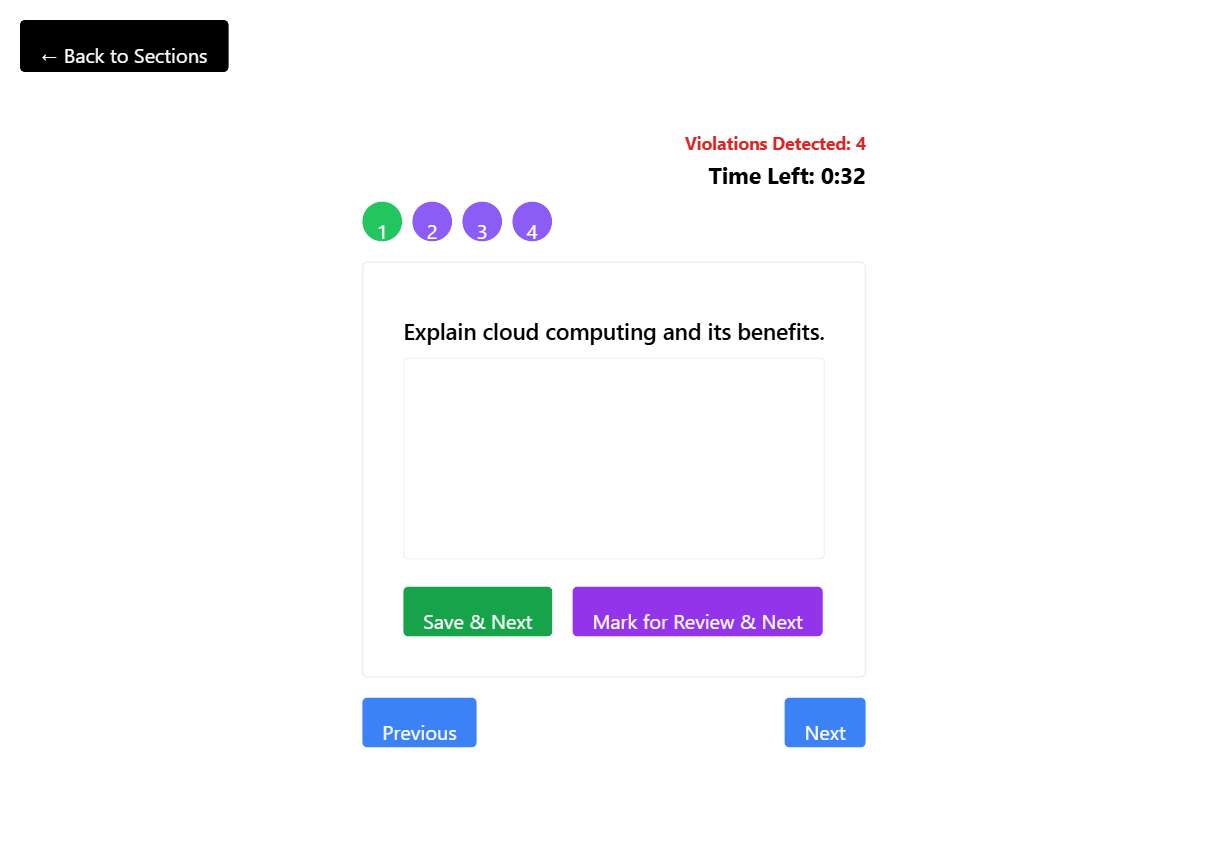 ← Back to Sections
Violations Detected: 4
Time Left: 0:32
1 2 3 4
Explain cloud computing and its benefits.
Save & Next Mark for Review & Next
Previous Next